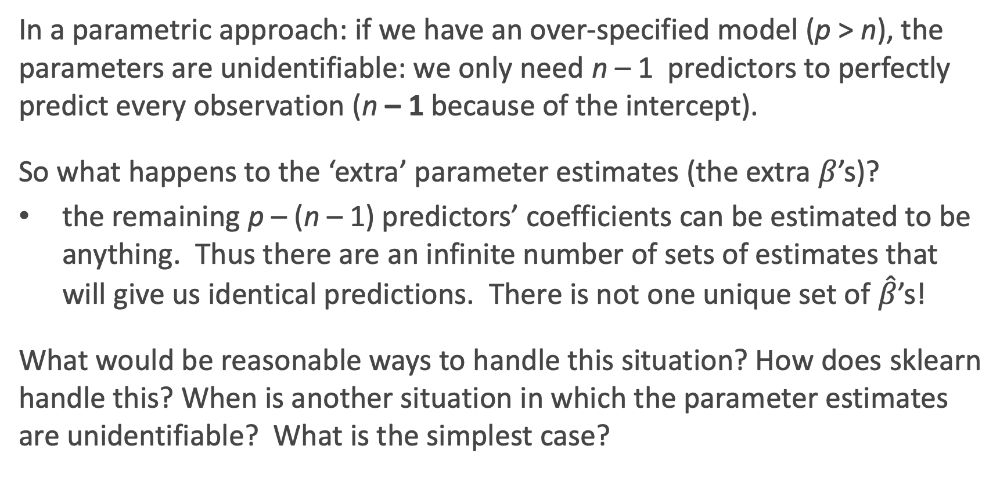 In a parametric approach: if we have an over-specified model (p > n), the
parameters are unidentifiable: we only need n – 1 predictors to perfectly
predict every observation (n – 1 because of the intercept).
So what happens to the ‘extra’ parameter estimates (the extra β’s)?
• the remaining p – (n – 1) predictors’ coefficients can be estimated to be
anything. Thus there are an infinite number of sets of estimates that
will give us identical predictions. There is not one unique set of β̂’s!
What would be reasonable ways to handle this situation? How does sklearn
handle this? When is another situation in which the parameter estimates
are unidentifiable? What is the simplest case?